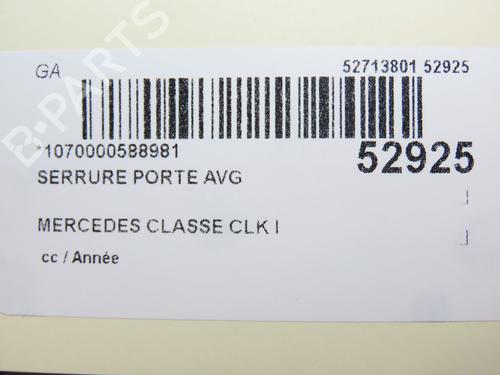 GA
52713801 52925
*1070000588981
52925
SERRURE PORTE AVG
MERCEDES CLASSE CLK I
cc / Année
B-PARTS